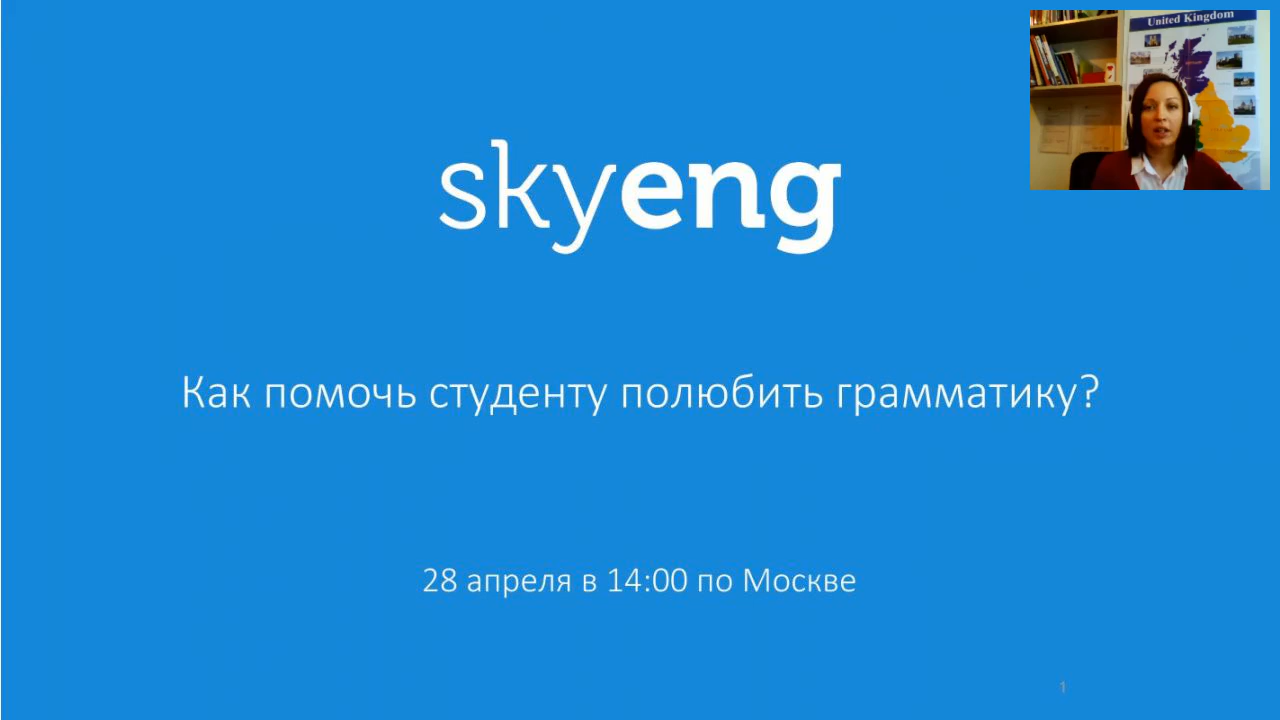 United Kingdom
skyeng
Как помочь студенту полюбить грамматику?
28 апреля в 14:00 по Москве
1